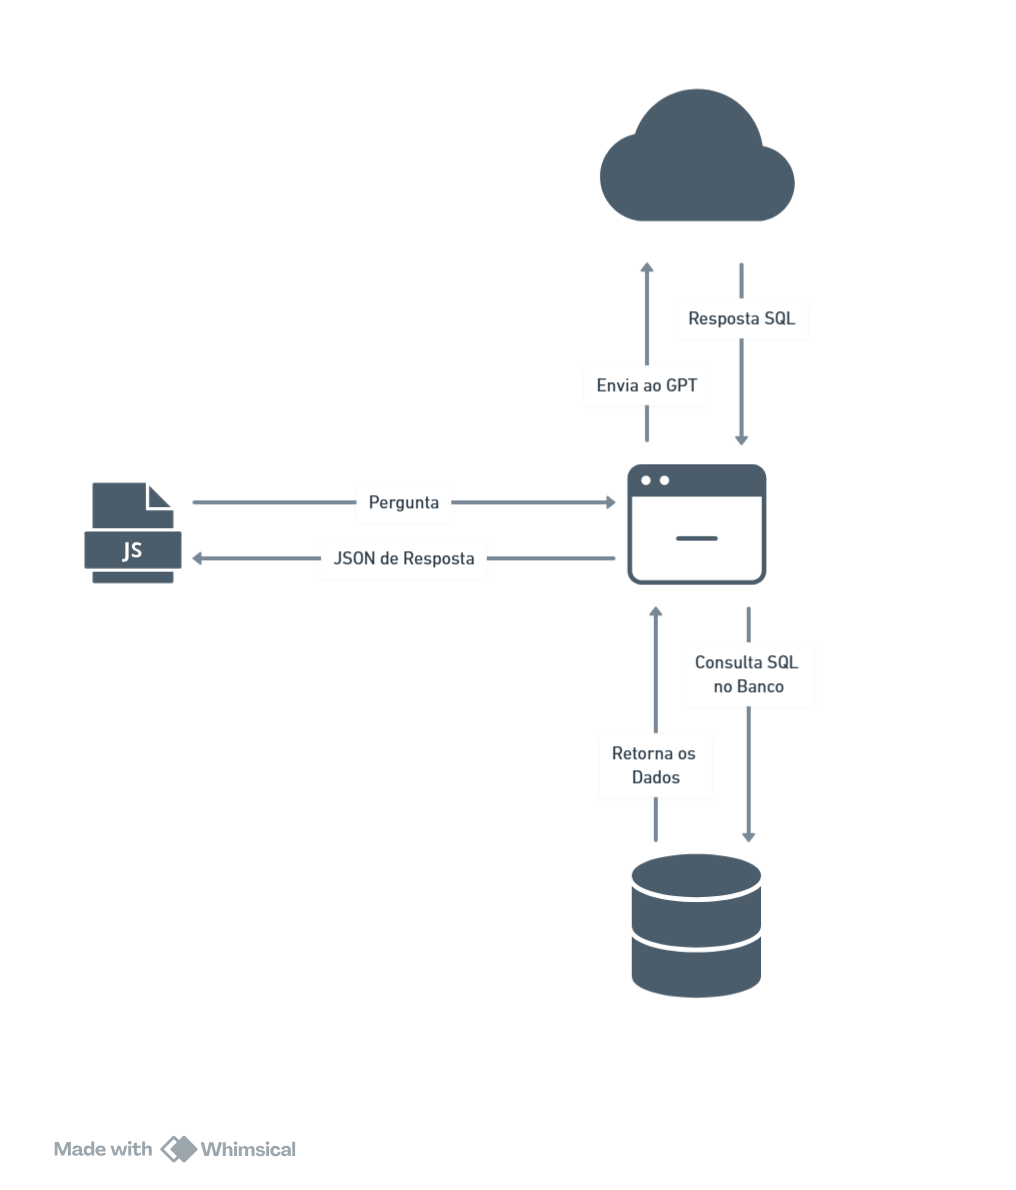 Resposta SQL
Envia ao GPT
Pergunta
JS
JSON de Resposta
Consulta SQL
no Banco
Retorna os
Dados
Made with Whimsical